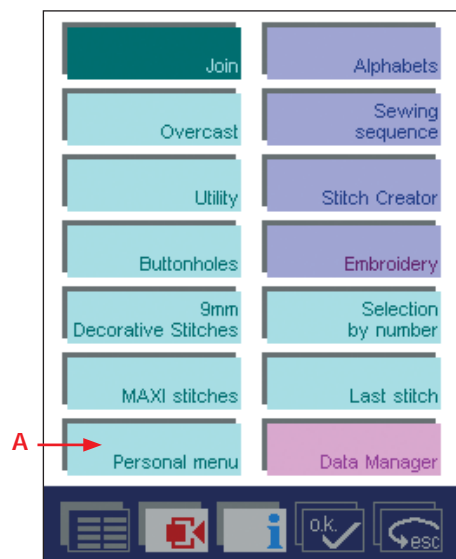 Join
Alphabets
Overcast
Sewing
sequence
Utility
Stitch Creator
Buttonholes
Embroidery
9mm
Decorative Stitches
Selection
by number
MAXI stitches
Last stitch
A
Personal menu
Data Manager
i
o.k.
esc